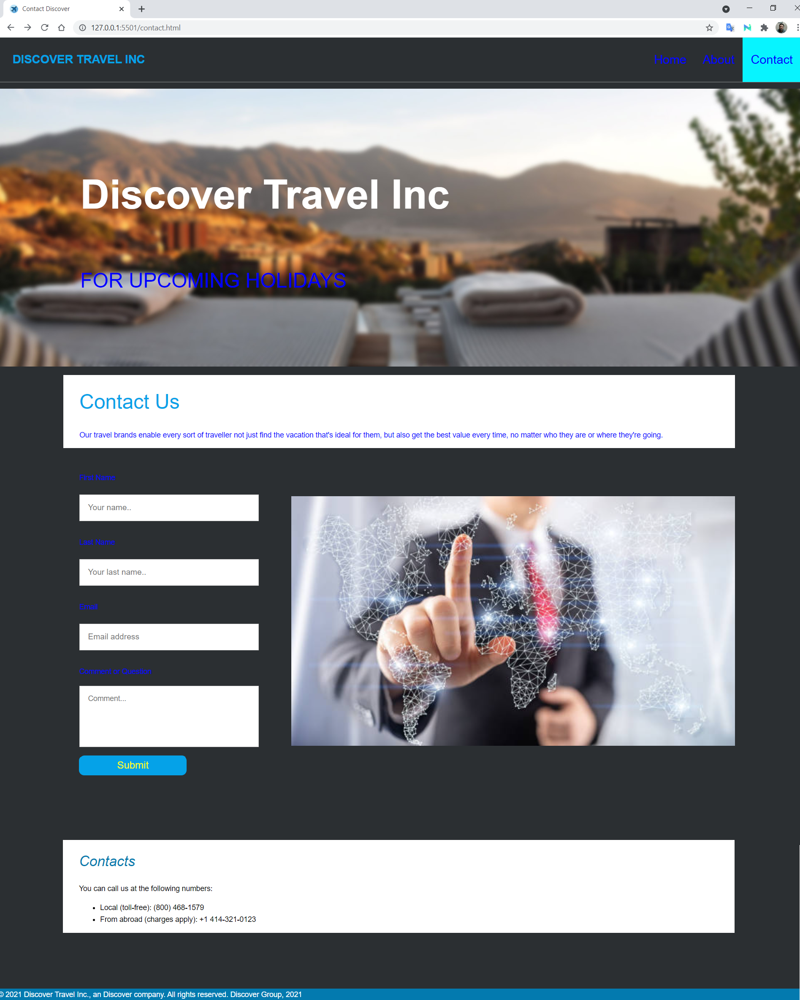 Contact Discover
127.0.0.1:5501/contact.html
DISCOVER TRAVEL INC
Home About Contact
Discover Travel Inc
FOR UPCOMING HOLIDAYS
Contact Us
Our travel brands enable every sort of traveller not just find the vacation that's ideal for them, but also get the best value every time, no matter who they are or where they're going.
First Name
Your name..
Last Name
Your last name..
Email
Email address
Comment or Question
Comment...
Submit
Contacts
You can call us at the following numbers:
• Local (toll-free): (800) 468-1579
• From abroad (charges apply): +1 414-321-0123
© 2021 Discover Travel Inc., an Discover company. All rights reserved. Discover Group, 2021